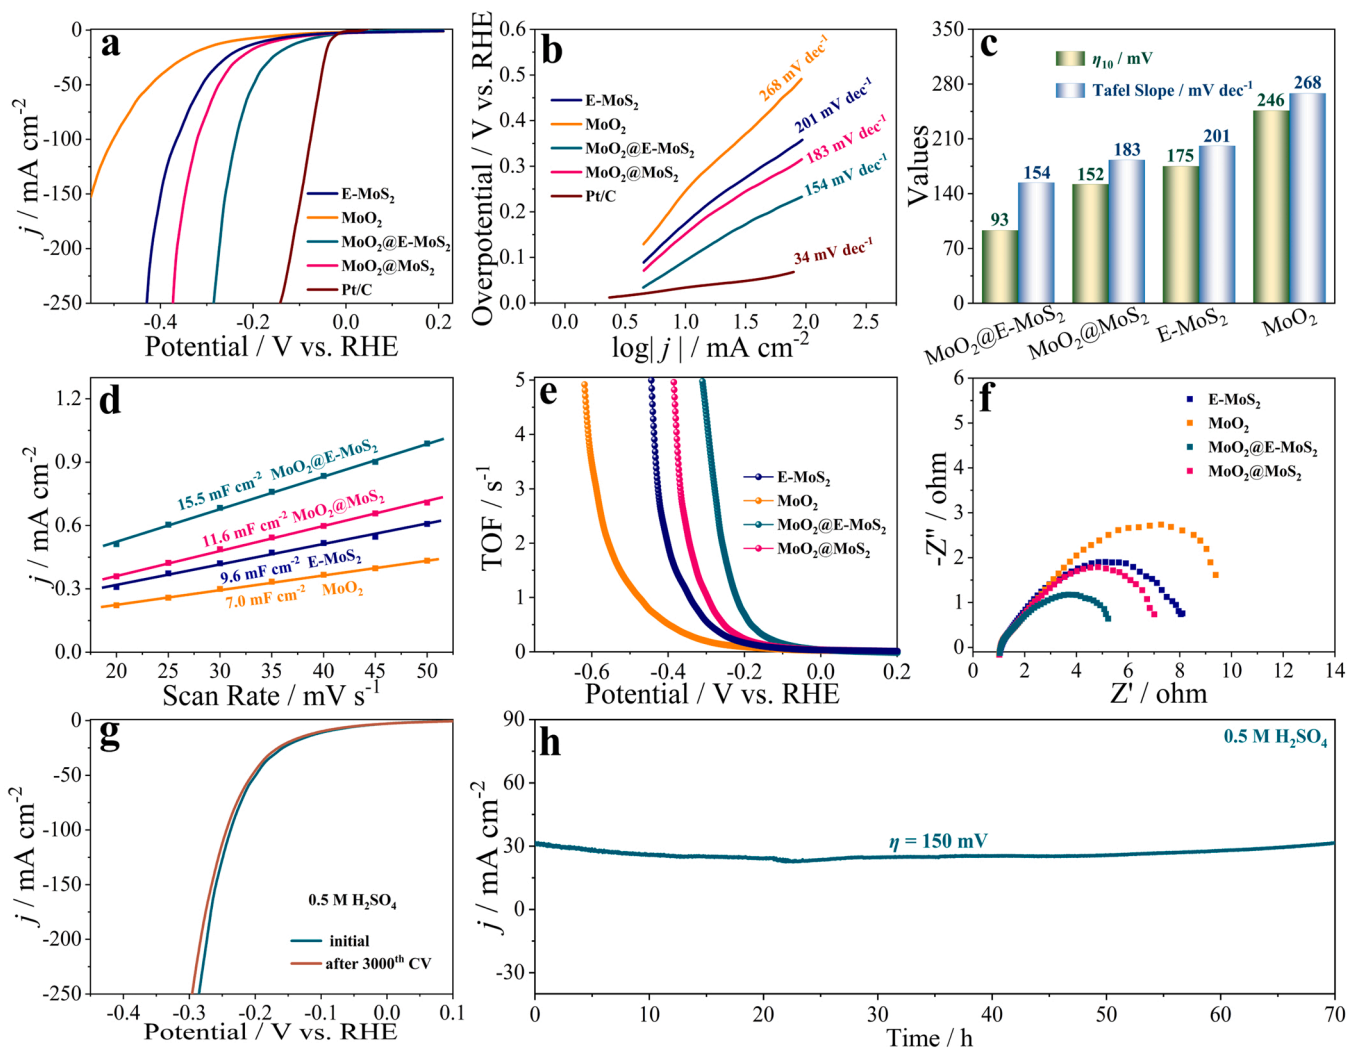 a
0
-50
-100
-150
-200
-250
j / mA cm⁻²
E-MoS₂
MoO₂
MoO₂@E-MoS₂
MoO₂@MoS₂
Pt/C
-0.4 -0.2 0.0 0.2
Potential / V vs. RHE
b
0.6
0.5
0.4
0.3
0.2
0.1
0.0
Overpotential / V vs. RHE
E-MoS₂
MoO₂
MoO₂@E-MoS₂
MoO₂@MoS₂
Pt/C
268 mV dec⁻¹
201 mV dec⁻¹
183 mV dec⁻¹
154 mV dec⁻¹
34 mV dec⁻¹
0.0 0.5 1.0 1.5 2.0 2.5
log| j | / mA cm⁻²
c
350
280
210
140
70
0
Values
η₁₀ / mV
Tafel Slope / mV dec⁻¹
93 154 152 183 175 201 246 268
MoO₂@E-MoS₂ MoO₂@MoS₂ E-MoS₂ MoO₂
d
1.2
0.9
0.6
0.3
0.0
j / mA cm⁻²
15.5 mF cm⁻² MoO₂@E-MoS₂
11.6 mF cm⁻² MoO₂@MoS₂
9.6 mF cm⁻² E-MoS₂
7.0 mF cm⁻² MoO₂
20 25 30 35 40 45 50
Scan Rate / mV s⁻¹
e
5
4
3
2
1
0
TOF / s⁻¹
E-MoS₂
MoO₂
MoO₂@E-MoS₂
MoO₂@MoS₂
-0.6 -0.4 -0.2 0.0 0.2
Potential / V vs. RHE
f
6
5
4
3
2
1
0
-Z'' / ohm
E-MoS₂
MoO₂
MoO₂@E-MoS₂
MoO₂@MoS₂
0 2 4 6 8 10 12 14
Z' / ohm
g
0
-50
-100
-150
-200
-250
j / mA cm⁻²
0.5 M H₂SO₄
initial
after 3000ᵗʰ CV
-0.4 -0.3 -0.2 -0.1 0.0 0.1
Potential / V vs. RHE
h
90
60
30
0
-30
j / mA cm⁻²
0.5 M H₂SO₄
η = 150 mV
0 10 20 30 40 50 60 70
Time / h